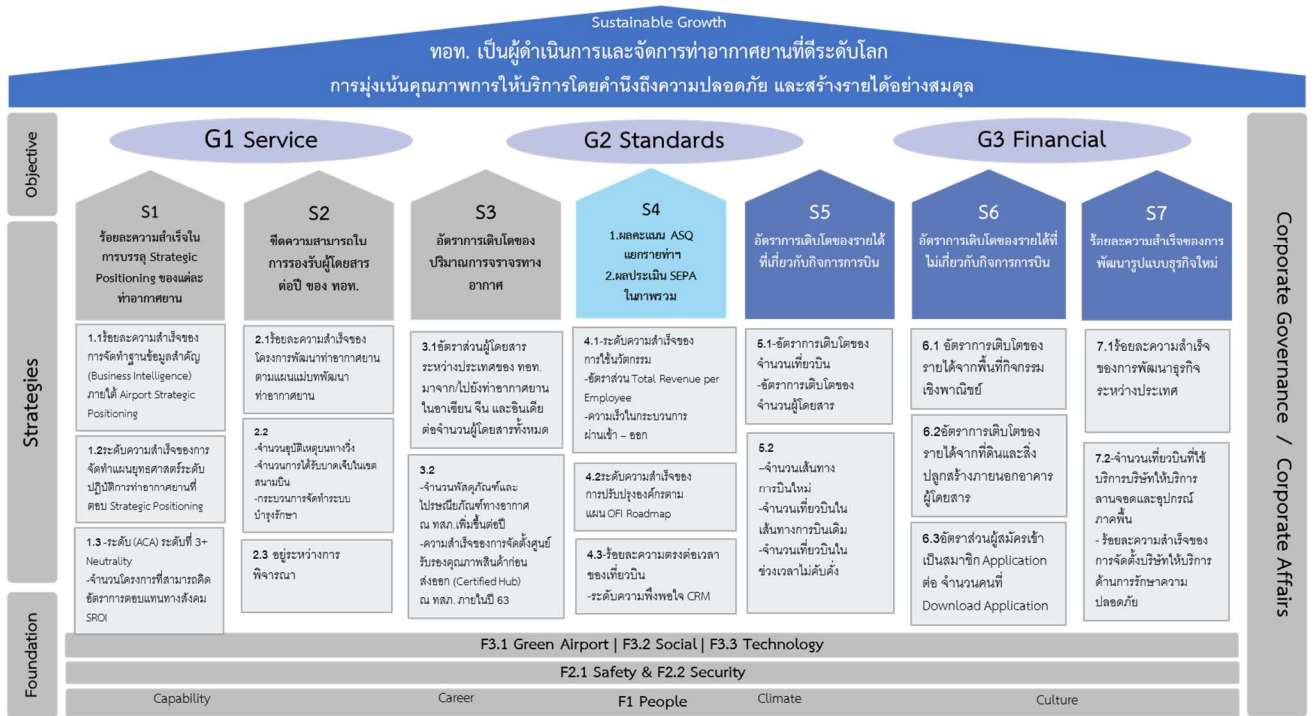 Sustainable Growth
ทอท. เป็นผู้ดำเนินการและจัดการท่าอากาศยานที่ดีระดับโลก
การมุ่งเน้นคุณภาพการให้บริการโดยคำนึงถึงความปลอดภัย และสร้างรายได้อย่างสมดุล
Objective
G1 Service
G2 Standards
G3 Financial
Strategies
S1
ร้อยละความสำเร็จใน
การบรรลุ Strategic
Positioning ของแต่ละ
ท่าอากาศยาน
S2
ขีดความสามารถใน
การรองรับผู้โดยสาร
ต่อปี ของ ทอท.
S3
อัตราการเติบโตของ
ปริมาณการจราจรทาง
อากาศ
S4
1.ผลคะแนน ASQ
แยกรายท่าฯ
2.ผลประเมิน SEPA
ในภาพรวม
S5
อัตราการเติบโตของรายได้
ที่เกี่ยวกับกิจการการบิน
S6
อัตราการเติบโตของรายได้ที่
ไม่เกี่ยวกับกิจการการบิน
S7
ร้อยละความสำเร็จของการ
พัฒนารูปแบบธุรกิจใหม่
1.1ร้อยละความสำเร็จของ
การจัดทำฐานข้อมูลสำคัญ
(Business Intelligence)
ภายใต้ Airport Strategic
Positioning
1.2ระดับความสำเร็จของการ
จัดทำแผนยุทธศาสตร์ระดับ
ปฏิบัติการท่าอากาศยานที่
ตอบ Strategic Positioning
1.3 -ระดับ (ACA) ระดับที่ 3+
Neutrality
-จำนวนโครงการที่สามารถคิด
อัตราการตอบแทนทางสังคม
SROI
2.1ร้อยละความสำเร็จของ
โครงการพัฒนาท่าอากาศยาน
ตามแผนแม่บทพัฒนา
ท่าอากาศยาน
2.2
-จำนวนอุบัติเหตุบนทางวิ่ง
-จำนวนการได้รับบาดเจ็บในเขต
สนามบิน
-กระบวนการจัดทำระบบ
บำรุงรักษา
2.3 อยู่ระหว่างการ
พิจารณา
3.1อัตราส่วนผู้โดยสาร
ระหว่างประเทศของ ทอท.
มาจาก/ไปยังท่าอากาศยาน
ในอาเซียน จีน และอินเดีย
ต่อจำนวนผู้โดยสารทั้งหมด
3.2
-จำนวนพัสดุภัณฑ์และ
ไปรษณียภัณฑ์ทางอากาศ
ณ ทสภ.เพิ่มขึ้นต่อปี
-ความสำเร็จของการจัดตั้งศูนย์
รับรองคุณภาพสินค้าก่อน
ส่งออก (Certified Hub)
ณ ทสภ. ภายในปี 63
4.1-ระดับความสำเร็จของ
การใช้นวัตกรรม
-อัตราส่วน Total Revenue per
Employee
-ความเร็วในกระบวนการ
ผ่านเข้า – ออก
4.2ระดับความสำเร็จของ
การปรับปรุงองค์กรตาม
แผน OFI Roadmap
4.3-ร้อยละความตรงต่อเวลา
ของเที่ยวบิน
-ระดับความพึงพอใจ CRM
5.1-อัตราการเติบโตของ
จำนวนเที่ยวบิน
-อัตราการเติบโตของ
จำนวนผู้โดยสาร
5.2
–จำนวนเส้นทาง
การบินใหม่
-จำนวนเที่ยวบินใน
เส้นทางการบินเดิม
-จำนวนเที่ยวบินใน
ช่วงเวลาไม่คับคั่ง
6.1 อัตราการเติบโตของ
รายได้จากพื้นที่กิจกรรม
เชิงพาณิชย์
6.2อัตราการเติบโตของ
รายได้จากที่ดินและสิ่ง
ปลูกสร้างภายนอกอาคาร
ผู้โดยสาร
6.3อัตราส่วนผู้สมัครเข้า
เป็นสมาชิก Application
ต่อ จำนวนคนที่
Download Application
7.1ร้อยละความสำเร็จ
ของการพัฒนาธุรกิจ
ระหว่างประเทศ
7.2-จำนวนเที่ยวบินที่ใช้
บริการบริษัทให้บริการ
ลานจอดและอุปกรณ์
ภาคพื้น
- ร้อยละความสำเร็จของ
การจัดตั้งบริษัทให้บริการ
ด้านการรักษาความ
ปลอดภัย
Corporate Governance / Corporate Affairs
Foundation
F3.1 Green Airport | F3.2 Social | F3.3 Technology
F2.1 Safety & F2.2 Security
Capability
Career
F1 People
Climate
Culture